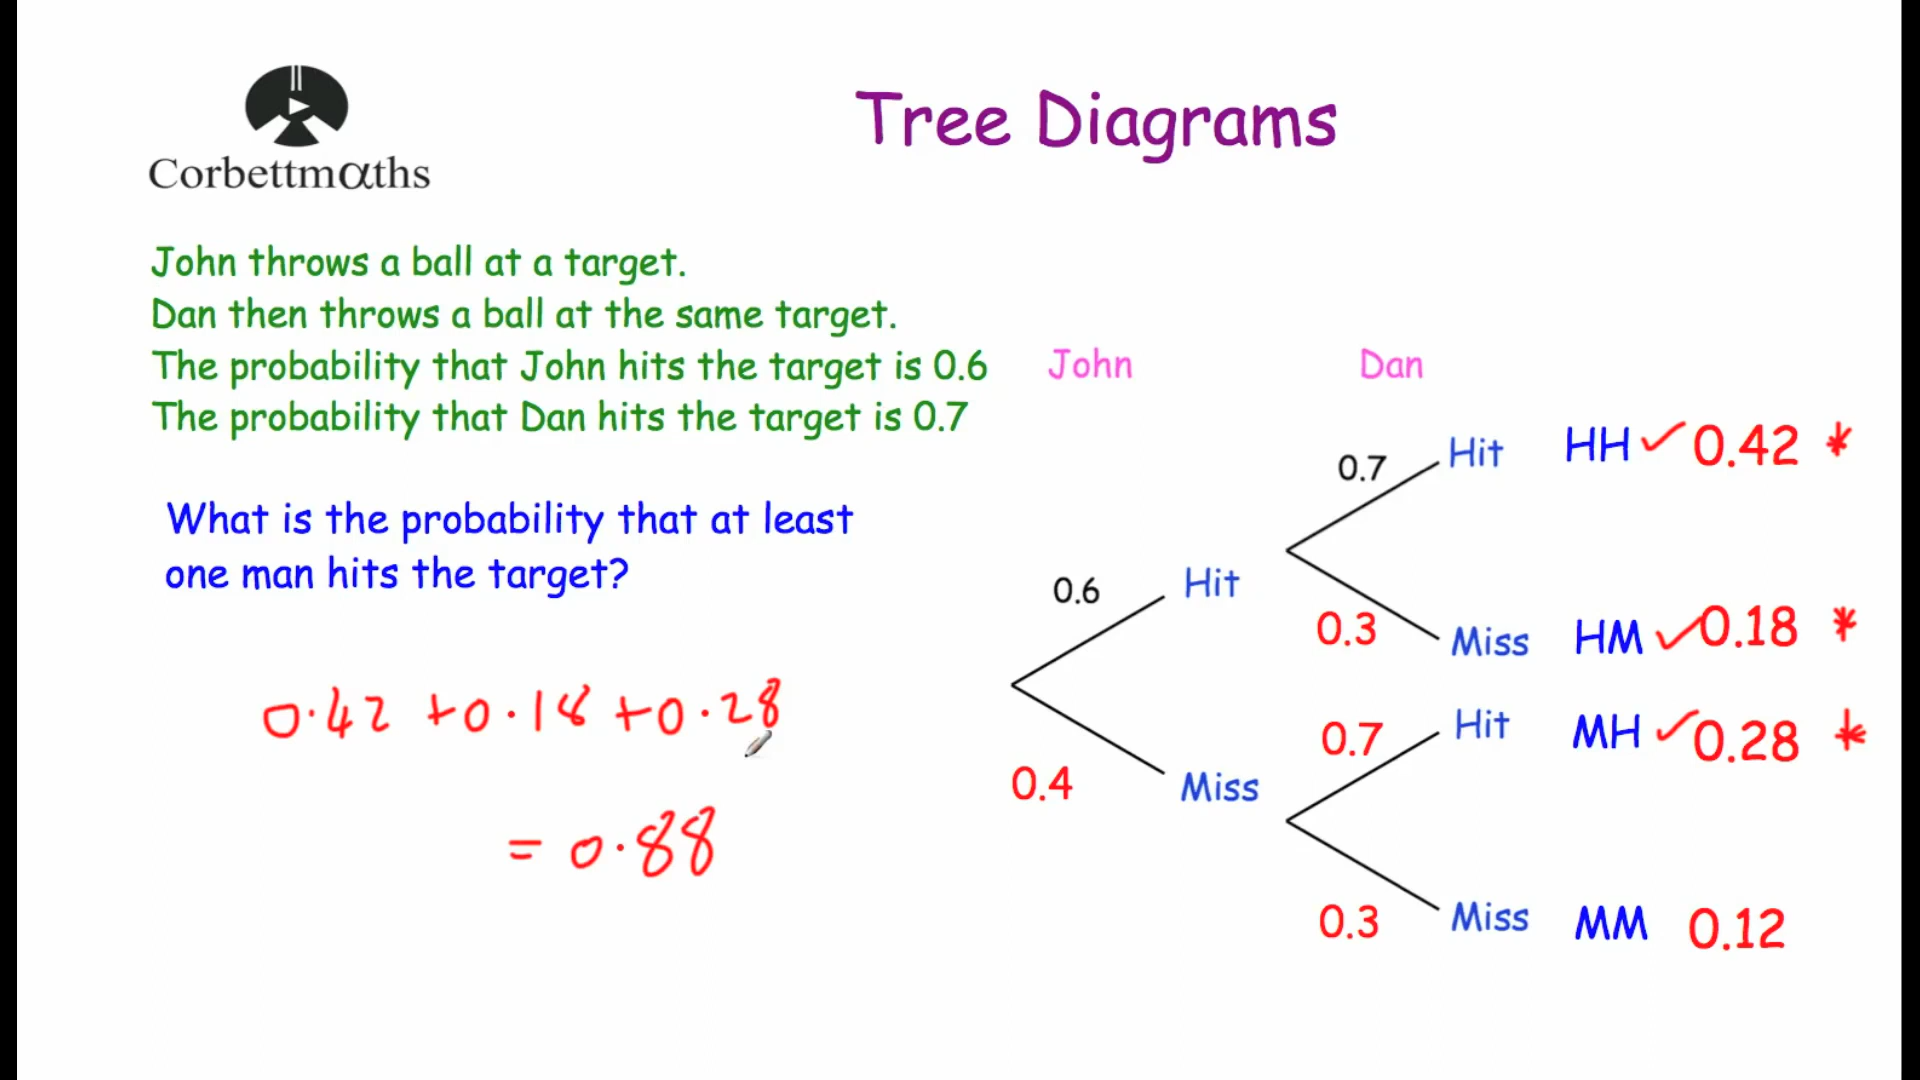 Tree Diagrams
Corbettmαths
John throws a ball at a target.
Dan then throws a ball at the same target.
The probability that John hits the target is 0.6
The probability that Dan hits the target is 0.7
What is the probability that at least
one man hits the target?
0.42 + 0.18 + 0.28
= 0.88
John Dan
0.7 Hit HH ✓ 0.42 *
0.6 Hit
0.3 Miss HM ✓ 0.18 *
0.7 Hit MH ✓ 0.28 *
0.4 Miss
0.3 Miss MM 0.12